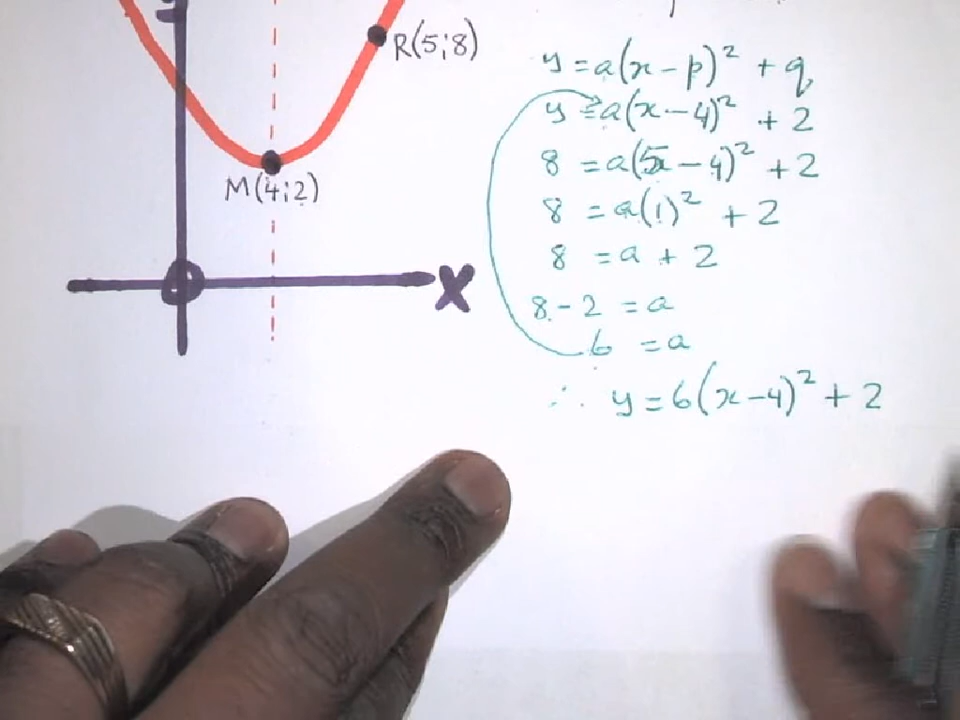 R(5;8)
M(4;2)
X
y = a(x – p)² + q
y = a(x – 4)² + 2
8 = a(5 – 4)² + 2
8 = a(1)² + 2
8 = a + 2
8 – 2 = a
6 = a
∴ y = 6(x – 4)² + 2